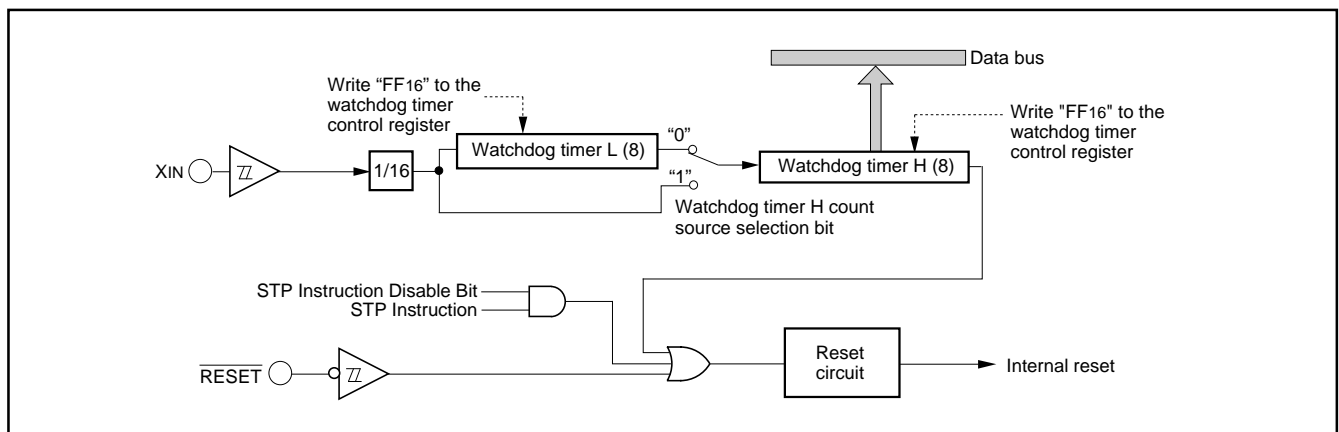 Data bus
Write “FF16” to the
watchdog timer
control register
Write "FF16" to the
watchdog timer
control register
“0”
Watchdog timer L (8)
Watchdog timer H (8)
XIN
1/16
“1”
Watchdog timer H count
source selection bit
STP Instruction Disable Bit
STP Instruction
RESET
Reset
circuit
Internal reset